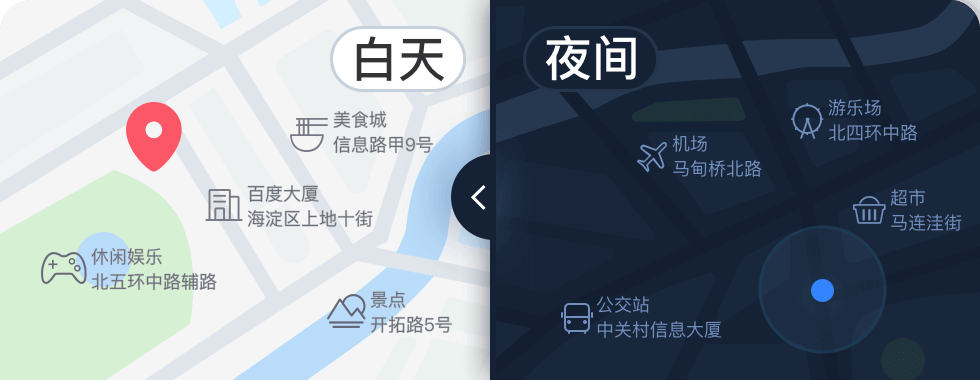 白天
美食城
信息路甲9号
百度大厦
海淀区上地十街
休闲娱乐
北五环中路辅路
景点
开拓路5号
夜间
游乐场
北四环中路
机场
马甸桥北路
超市
马连洼街
公交站
中关村信息大厦